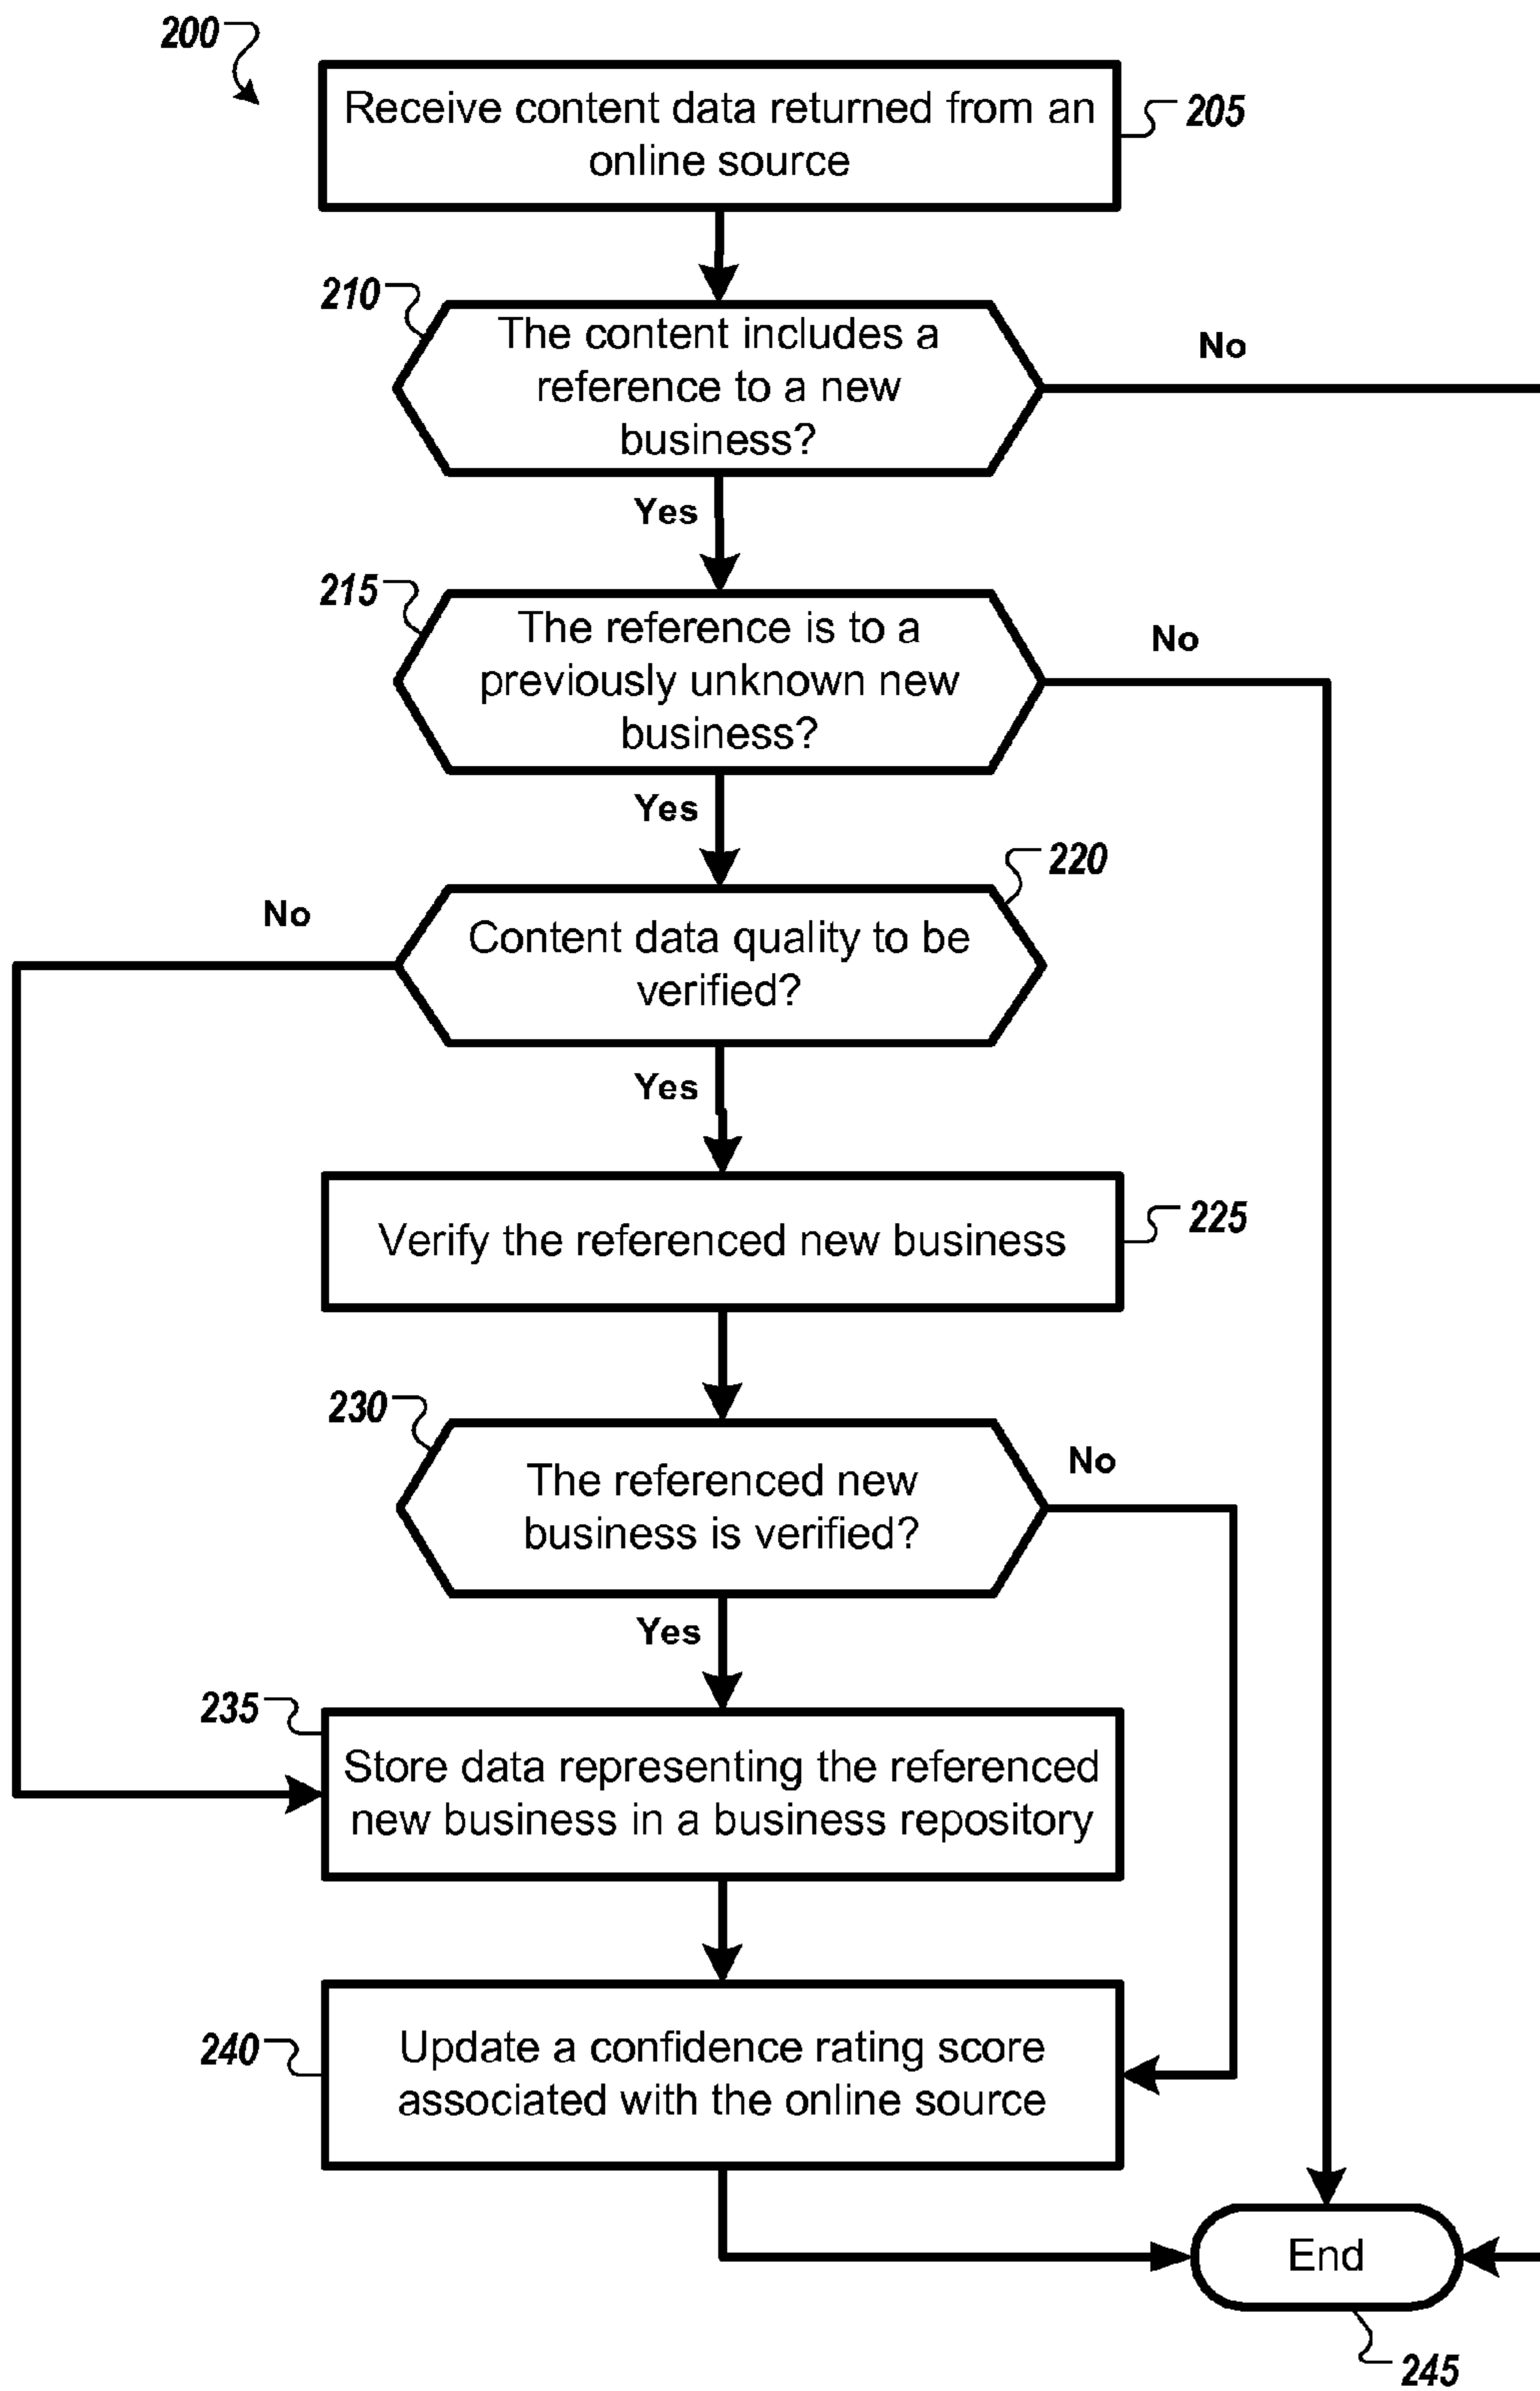 200
Receive content data returned from an
online source
205
210
The content includes a
reference to a new
business?
No
Yes
215
The reference is to a
previously unknown new
business?
No
Yes
220
No
Content data quality to be
verified?
Yes
Verify the referenced new business
225
230
The referenced new
business is verified?
No
Yes
235
Store data representing the referenced
new business in a business repository
240
Update a confidence rating score
associated with the online source
End
245